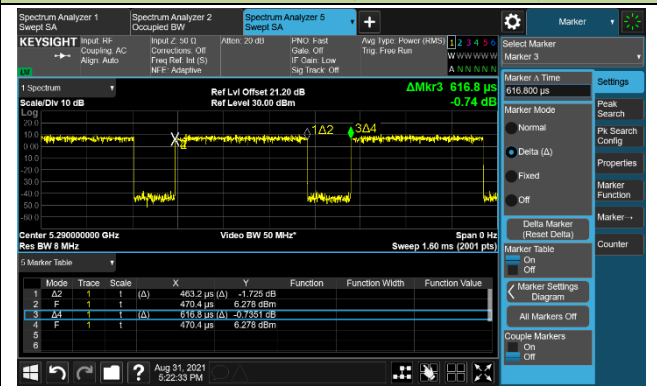 Spectrum Analyzer 1
Swept SA
Spectrum Analyzer 2
Occupied BW
Spectrum Analyzer 5
Swept SA
Marker
KEYSIGHT
Input: RF
Coupling: AC
Align: Auto
Input Z: 50 Ω
Corrections: Off
Freq Ref: Int (S)
NFE: Adaptive
Atten: 20 dB
PNO: Fast
Gate: Off
IF Gain: Low
Sig Track: Off
Avg Type: Power (RMS)
Trig: Free Run
1 2 3 4 5 6
W W W W W W
A N N N N N
LW
Select Marker
Marker 3
Marker Δ Time
616.800 µs
Settings
1 Spectrum
Scale/Div 10 dB
Ref Lvl Offset 21.20 dB
Ref Level 30.00 dBm
ΔMkr3 616.8 µs
-0.74 dB
Log
20.0
10.0
0.00
-10.0
-20.0
-30.0
-40.0
-50.0
-60.0
1Δ2
3Δ4
Marker Mode
Normal
Delta (Δ)
Fixed
Off
Delta Marker
(Reset Delta)
Marker Table
On
Off
Marker Settings
Diagram
All Markers Off
Couple Markers
On
Off
Peak
Search
Pk Search
Config
Properties
Marker
Function
Marker→
Counter
Center 5.290000000 GHz
Res BW 8 MHz
Video BW 50 MHz*
Span 0 Hz
Sweep 1.60 ms (2001 pts)
5 Marker Table
Mode Trace Scale X Y Function Function Width Function Value
1 Δ2 1 t (Δ) 463.2 µs (Δ) -1.725 dB
2 F 1 t 470.4 µs 6.278 dBm
3 Δ4 1 t (Δ) 616.8 µs (Δ) -0.7351 dB
4 F 1 t 470.4 µs 6.278 dBm
5
6
Aug 31, 2021
5:22:33 PM